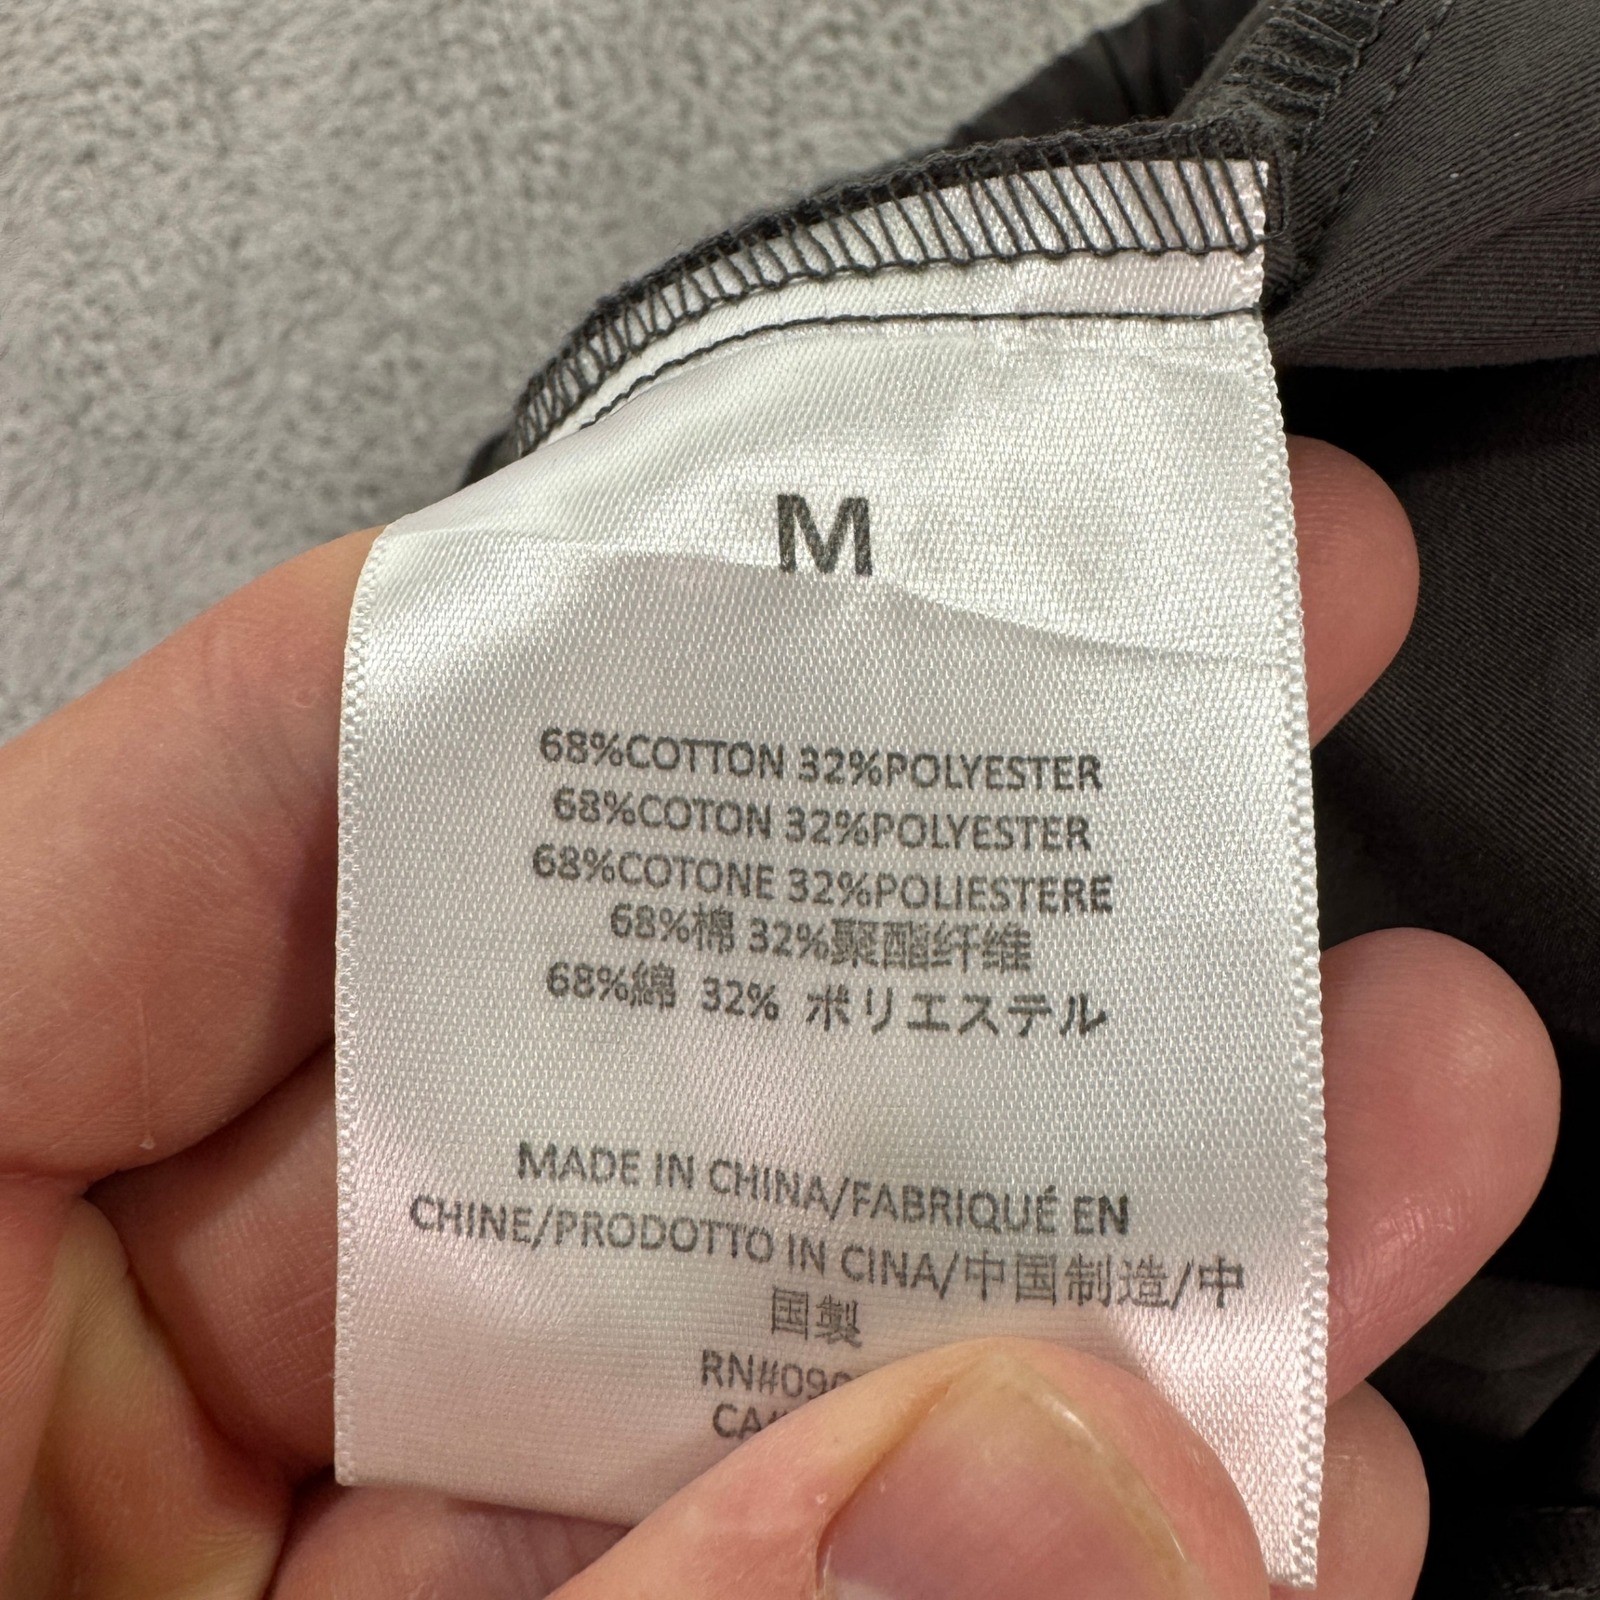 M
68%COTTON 32%POLYESTER
68%COTON 32%POLYESTER
68%COTONE 32%POLIESTERE
68%棉 32%聚酯纤维
68%綿 32% ポリエステル
MADE IN CHINA/FABRIQUÉ EN
CHINE/PRODOTTO IN CINA/中国制造/中
国製